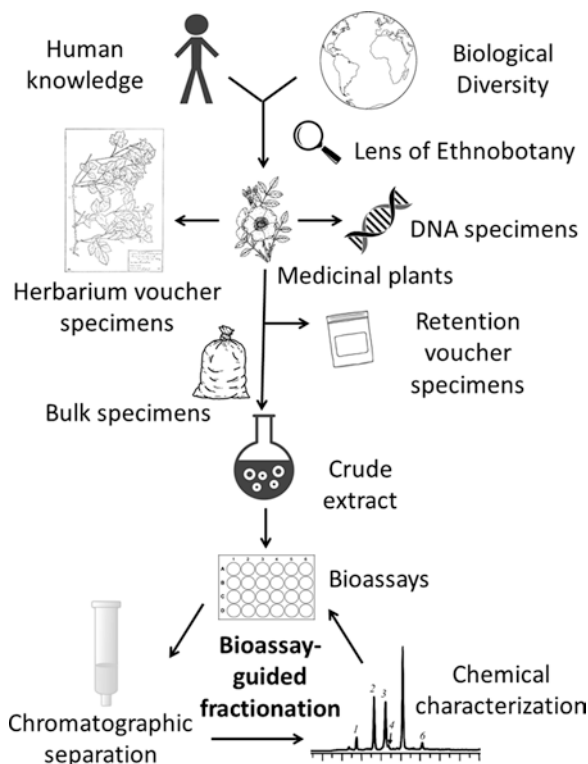 Human
knowledge
Biological
Diversity
Lens of Ethnobotany
DNA specimens
Medicinal plants
Herbarium voucher
specimens
Retention
voucher
specimens
Bulk specimens
Crude
extract
1 2 3 4 5 6
A
B
C
D
Bioassays
Bioassay-
guided
fractionation
Chromatographic
separation
Chemical
characterization
1
2
3
4
6